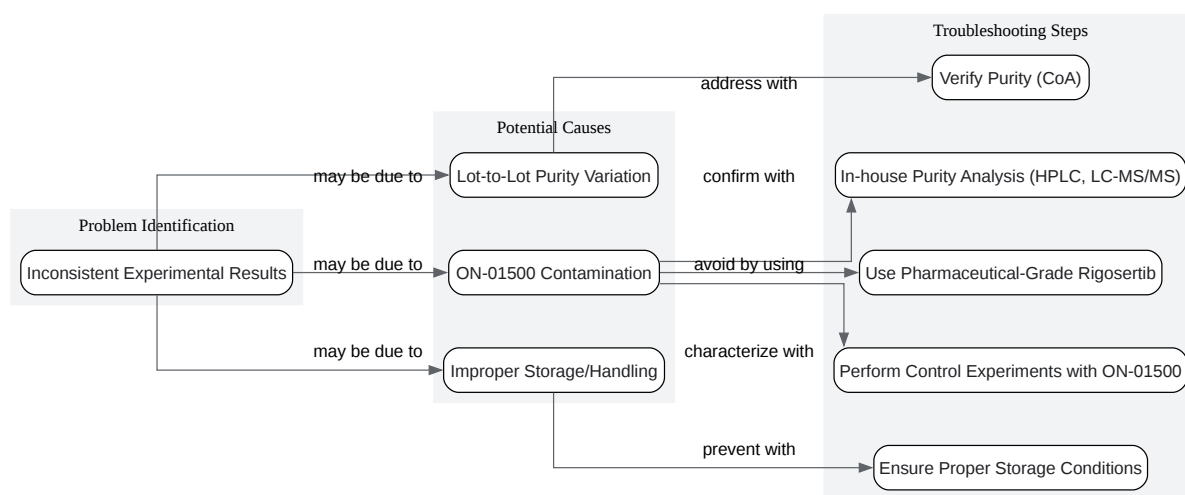 Troubleshooting Steps
Verify Purity (CoA)
address with
Potential Causes
may be due to
Lot-to-Lot Purity Variation
confirm with
In-house Purity Analysis (HPLC, LC-MS/MS)
Problem Identification
Inconsistent Experimental Results
may be due to
ON-01500 Contamination
avoid by using
Use Pharmaceutical-Grade Rigosertib
may be due to
Improper Storage/Handling
characterize with
Perform Control Experiments with ON-01500
prevent with
Ensure Proper Storage Conditions